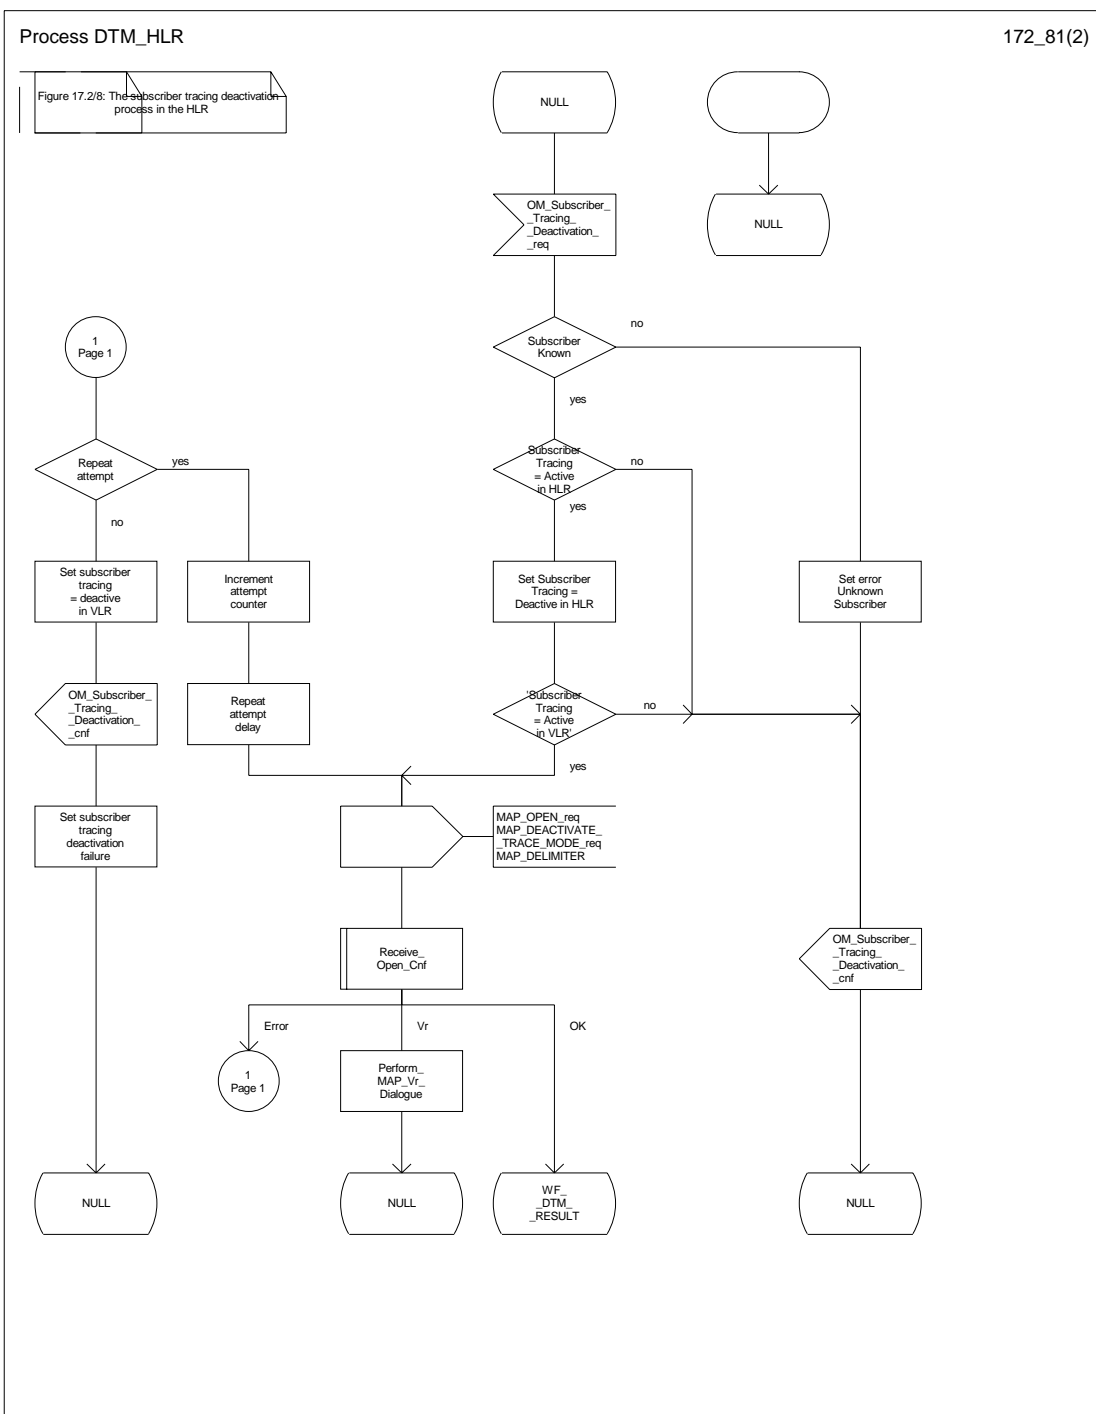 Process DTM_HLR
172_81(2)
Figure 17.2/8: The subscriber tracing deactivation
process in the HLR
NULL
OM_Subscriber_
_Tracing_
_Deactivation_
_req
NULL
1
Page 1
Subscriber
Known
no
yes
Repeat
attempt
yes
no
Subscriber
Tracing
= Active
in HLR
no
yes
Set subscriber
tracing
= deactive
in VLR
Increment
attempt
counter
Set Subscriber
Tracing =
Deactive in HLR
Set error
Unknown
Subscriber
OM_Subscriber_
_Tracing_
_Deactivation_
_cnf
Repeat
attempt
delay
'Subscriber
Tracing
= Active
in VLR'
no
yes
Set subscriber
tracing
deactivation
failure
MAP_OPEN_req
MAP_DEACTIVATE_
_TRACE_MODE_req
MAP_DELIMITER
Receive_
Open_Cnf
OM_Subscriber_
_Tracing_
_Deactivation_
_cnf
Error
Vr
OK
1
Page 1
Perform_
MAP_Vr_
Dialogue
NULL
NULL
WF_
_DTM_
_RESULT
NULL